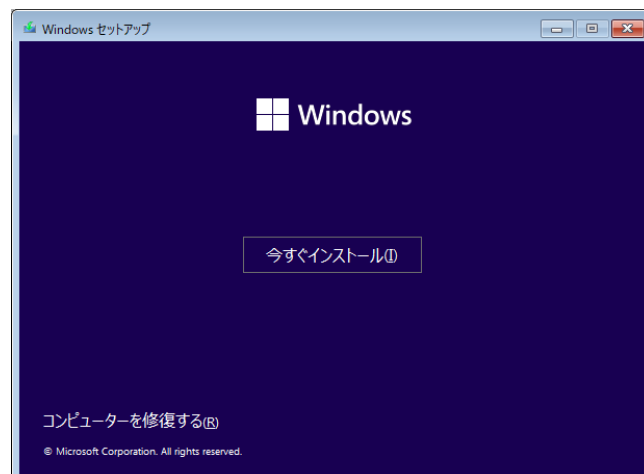 Windows セットアップ
Windows
今すぐインストール(I)
コンピューターを修復する(R)
© Microsoft Corporation. All rights reserved.